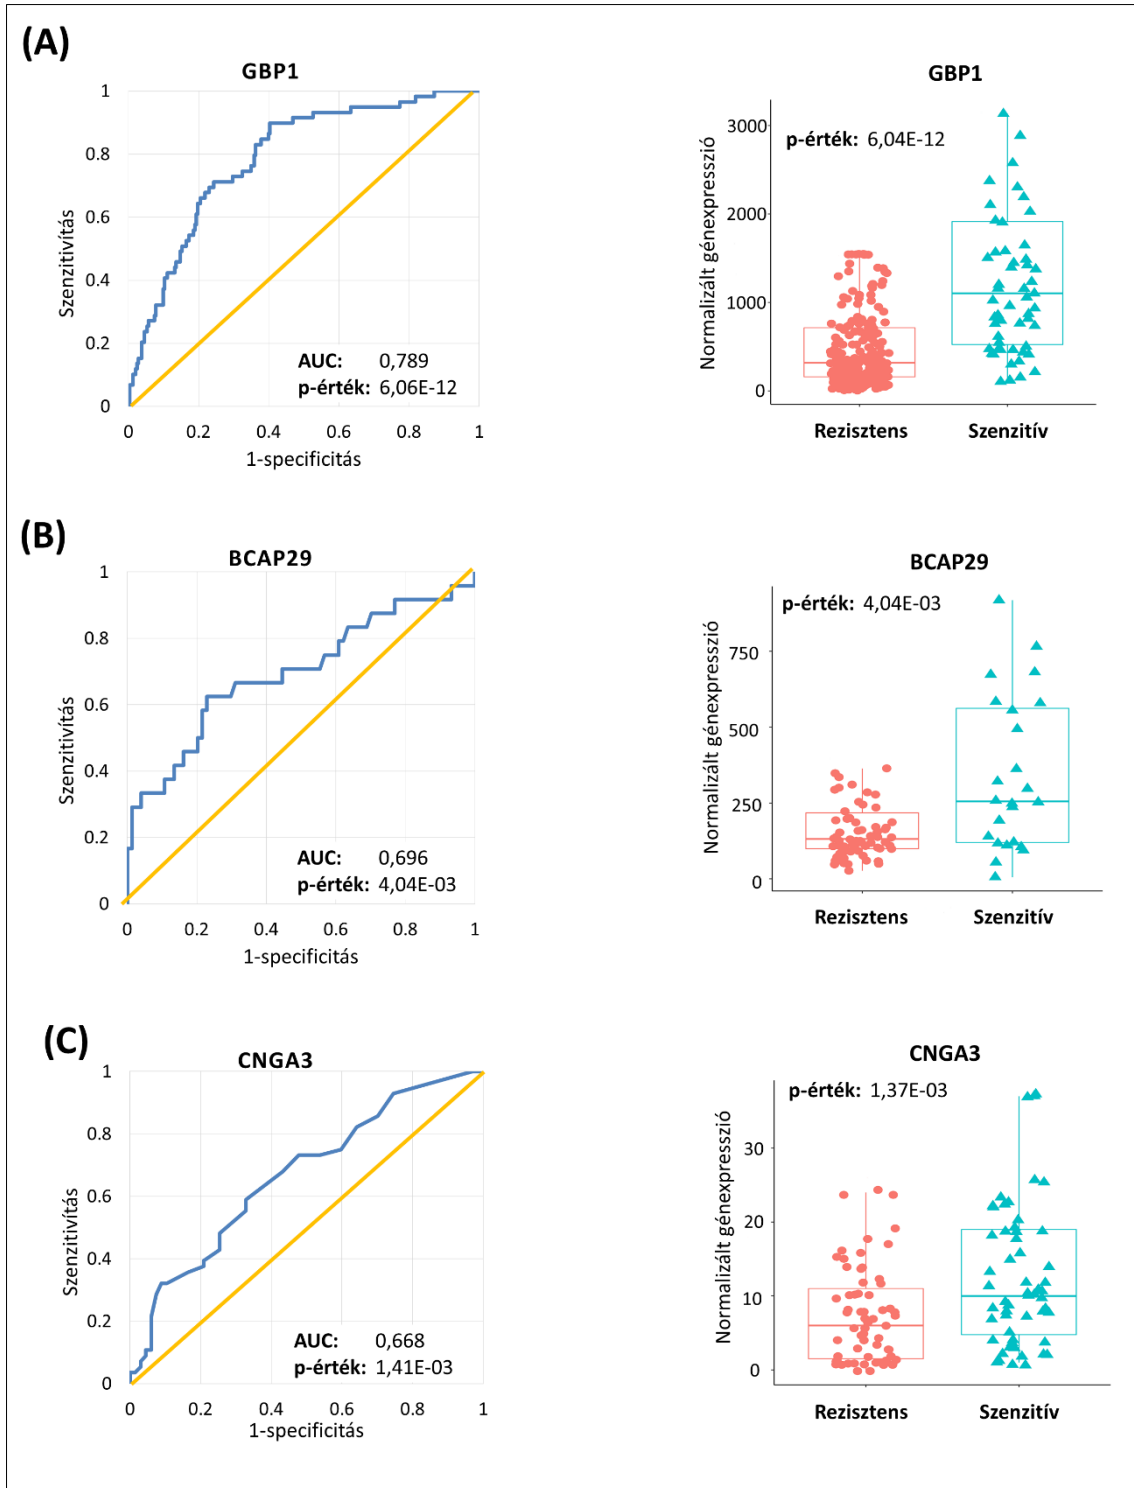 (A)
GBP1
1
0.8
0.6
0.4
0.2
0
Szenzitivitás
AUC: 0,789
p-érték: 6,06E-12
0 0.2 0.4 0.6 0.8 1
1-specificitás
GBP1
p-érték: 6,04E-12
3000
2000
1000
0
Normalizált génexpresszió
Rezisztens Szenzitív
(B)
BCAP29
1
0.8
0.6
0.4
0.2
0
Szenzitivitás
AUC: 0,696
p-érték: 4,04E-03
0 0.2 0.4 0.6 0.8 1
1-specificitás
BCAP29
p-érték: 4,04E-03
750
500
250
0
Normalizált génexpresszió
Rezisztens Szenzitív
(C)
CNGA3
1
0.8
0.6
0.4
0.2
0
Szenzitivitás
AUC: 0,668
p-érték: 1,41E-03
0 0.2 0.4 0.6 0.8 1
1-specificitás
CNGA3
p-érték: 1,37E-03
30
20
10
0
Normalizált génexpresszió
Rezisztens Szenzitív